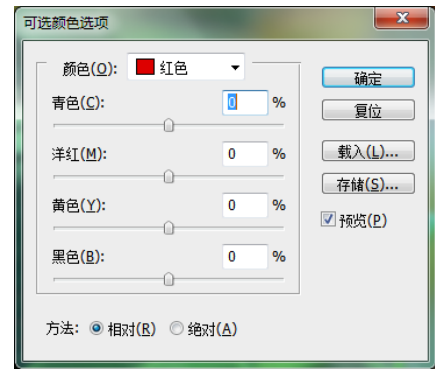 可选颜色选项
颜色(O): 红色
青色(C): 0 %
洋红(M): 0 %
黄色(Y): 0 %
黑色(B): 0 %
方法: 相对(R) 绝对(A)
确定
复位
载入(L)...
存储(S)...
预览(P)